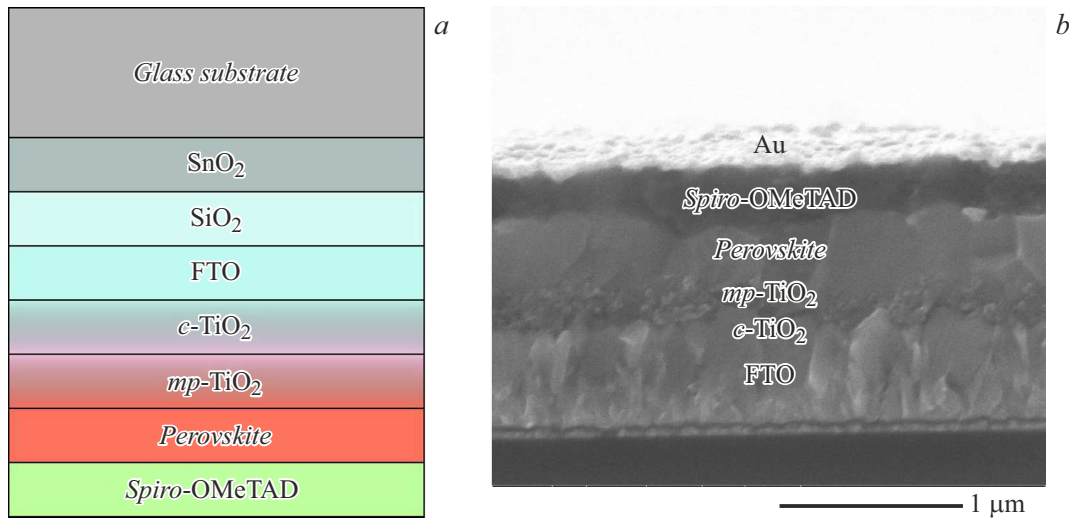 a
Glass substrate
SnO2
SiO2
FTO
c-TiO2
mp-TiO2
Perovskite
Spiro-OMeTAD
b
Au
Spiro-OMeTAD
Perovskite
mp-TiO2
c-TiO2
FTO
1 μm